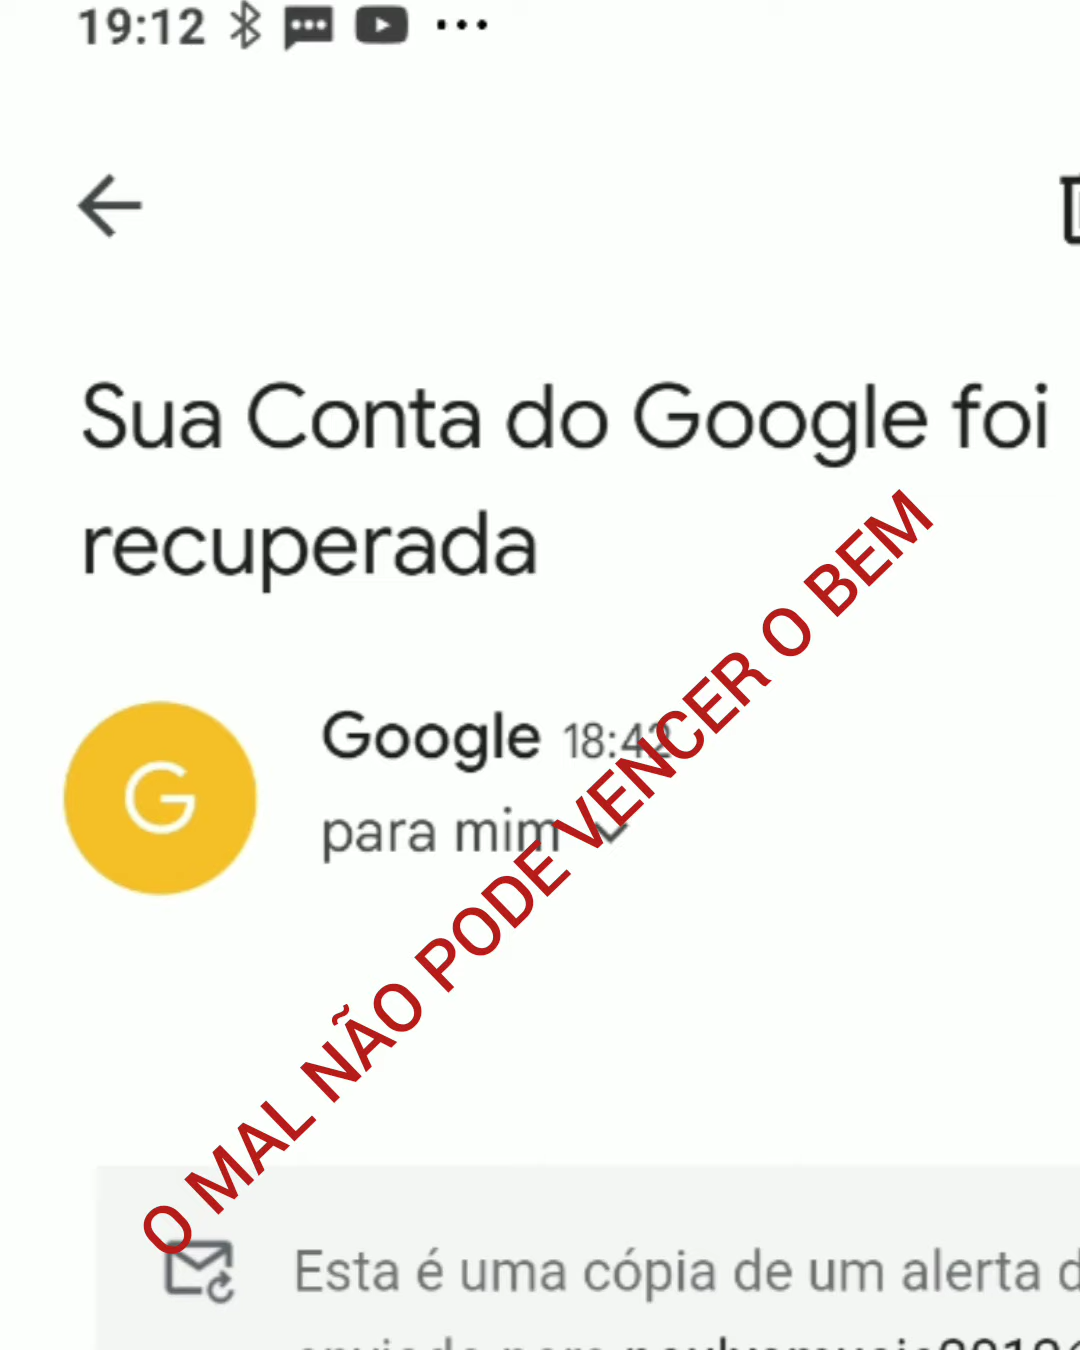 19:12
Sua Conta do Google foi
recuperada
Google 18:42
para mim
G
O MAL NÃO PODE VENCER O BEM
Esta é uma cópia de um alerta